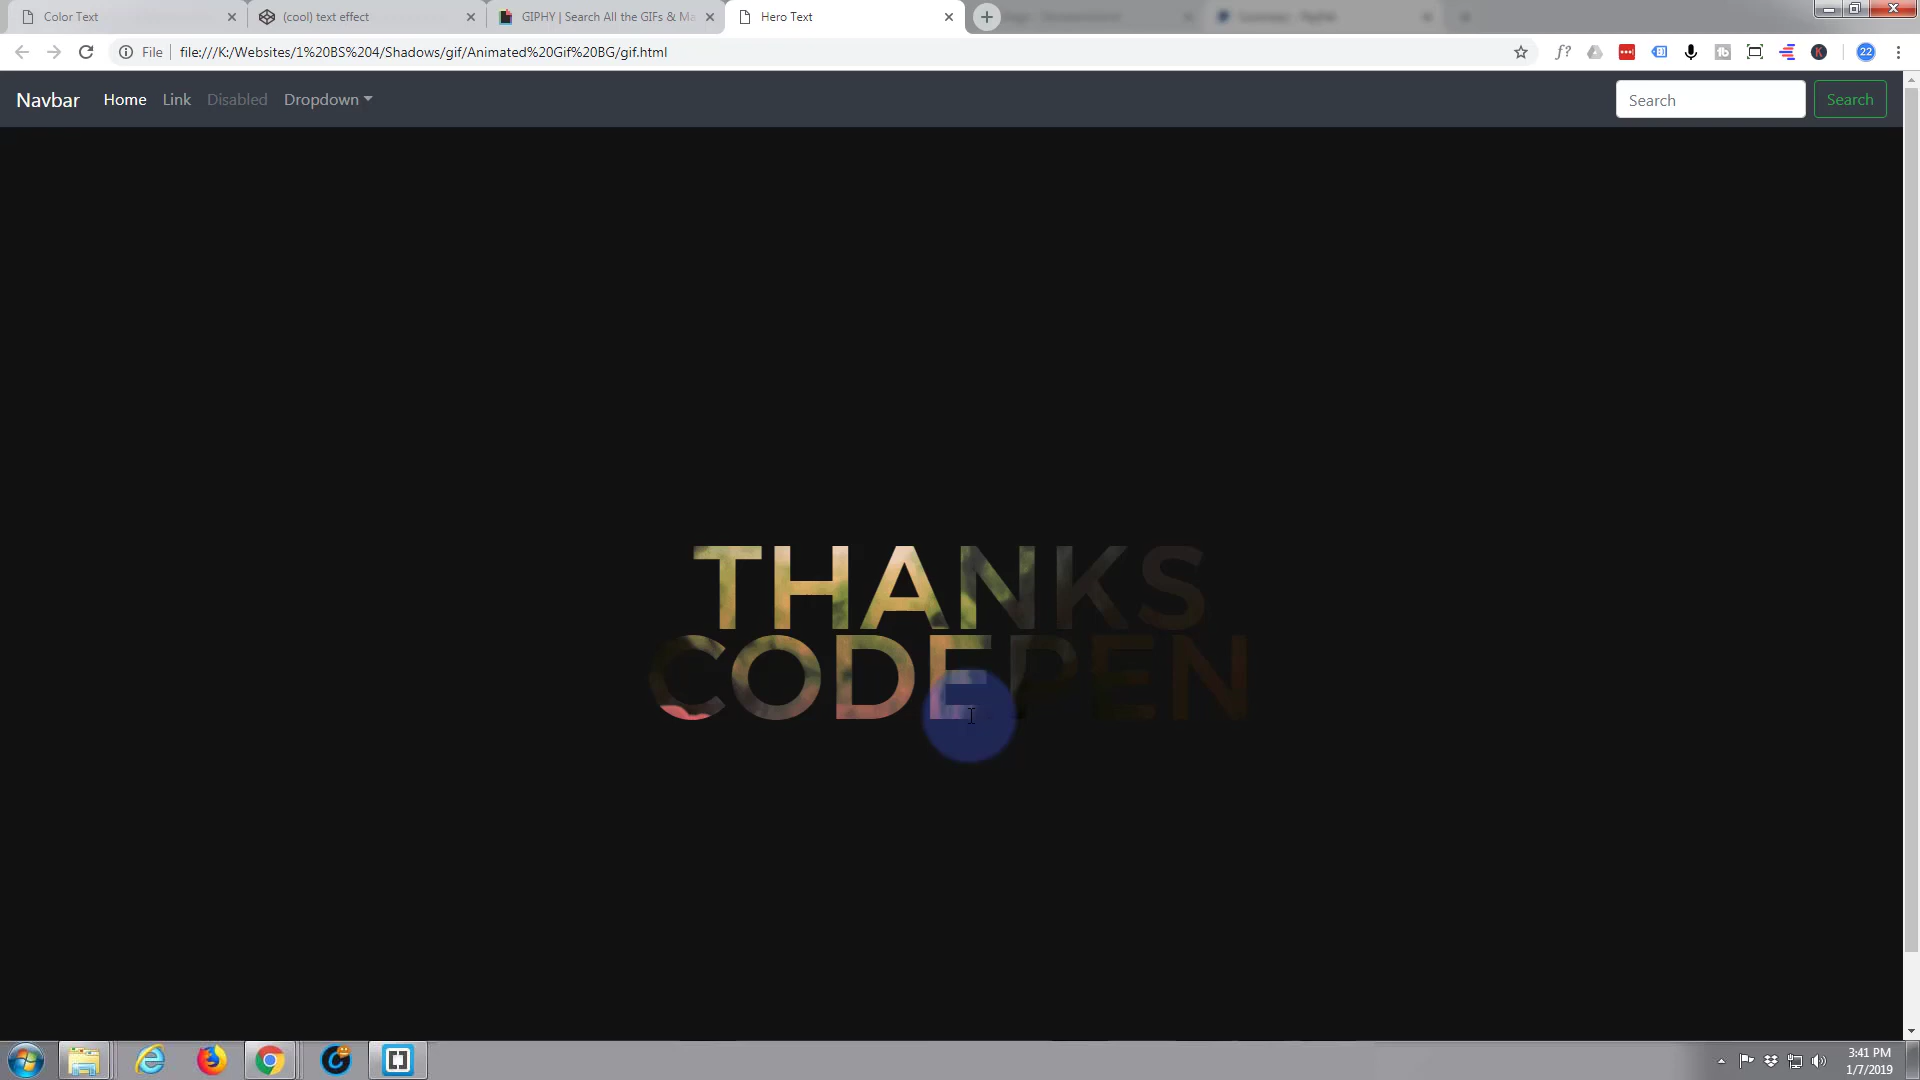 Color Text
(cool) text effect
GIPHY | Search All the GIFs & Ma
Hero Text
File
file:///K:/Websites/1%20BS%204/Shadows/gif/Animated%20Gif%20BG/gif.html
f?
22
Navbar
Home
Link
Disabled
Dropdown
Search
Search
THANKS
CODEPEN
3:41 PM
1/7/2019